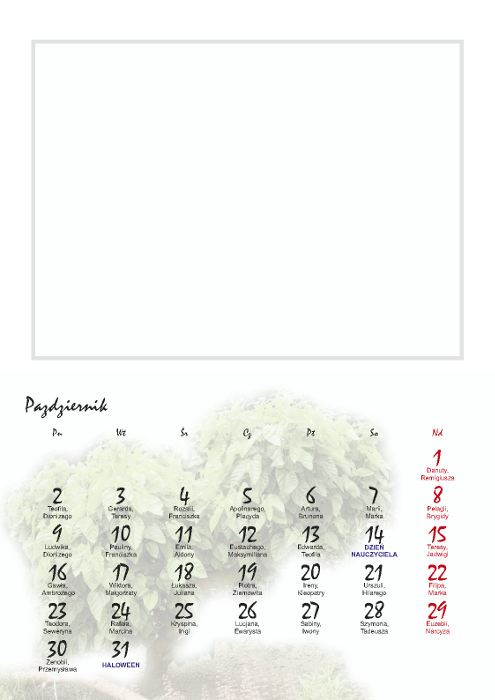 Pazdziernik
Pn Wt Sr Cz Pt So Nd
1
Danuty,
Remigiusza
2 3 4 5 6 7 8
Teofila, Gerarda, Rozalii, Apolinarego, Artura, Marii, Pelagii,
Dionizego Teresy Franciszka Placyda Brunona Marka Brygidy
9 10 11 12 13 14 15
Ludwika, Pauliny, Emila, Eustachego, Edwarda, DZIEŃ Teresy,
Dionizego Franciszka Aldony Maksymiliana Teofila NAUCZYCIELA Jadwigi
16 17 18 19 20 21 22
Gawła, Wiktora, Łukasza, Piotra, Ireny, Urszuli, Filipa,
Ambrożego Małgorzaty Juliana Ziemowita Kleopatry Hilarego Marka
23 24 25 26 27 28 29
Teodora, Rafała, Kryspina, Lucjana, Sabiny, Szymona, Euzebii,
Seweryna Marcina Ingi Ewarysta Iwony Tadeusza Narcyza
30 31
Zenobii, HALOWEEN
Przemysława